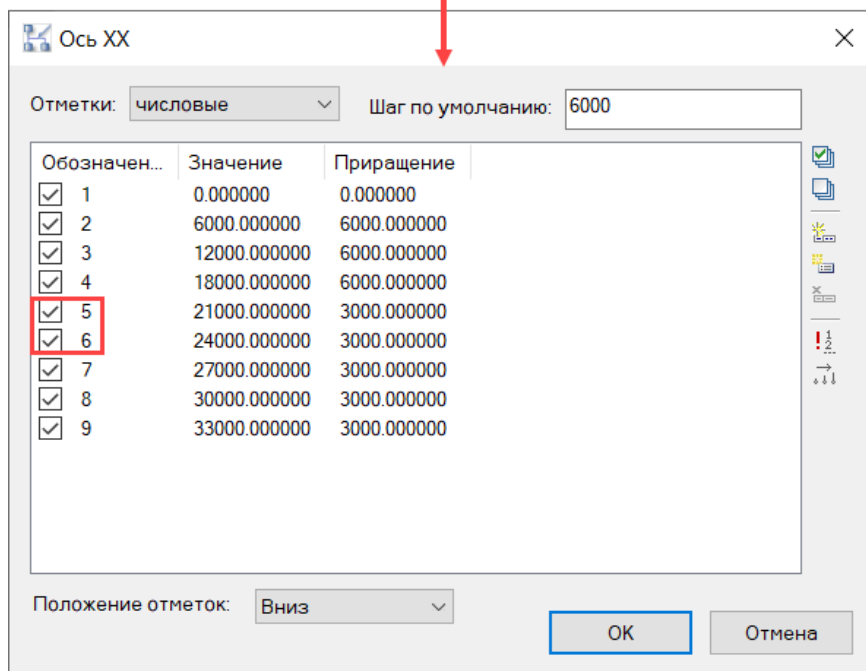 Ось XX
Отметки: числовые Шаг по умолчанию: 6000
Обозначен... Значение Приращение
1 0.000000 0.000000
2 6000.000000 6000.000000
3 12000.000000 6000.000000
4 18000.000000 6000.000000
5 21000.000000 3000.000000
6 24000.000000 3000.000000
7 27000.000000 3000.000000
8 30000.000000 3000.000000
9 33000.000000 3000.000000
Положение отметок: Вниз
OK Отмена